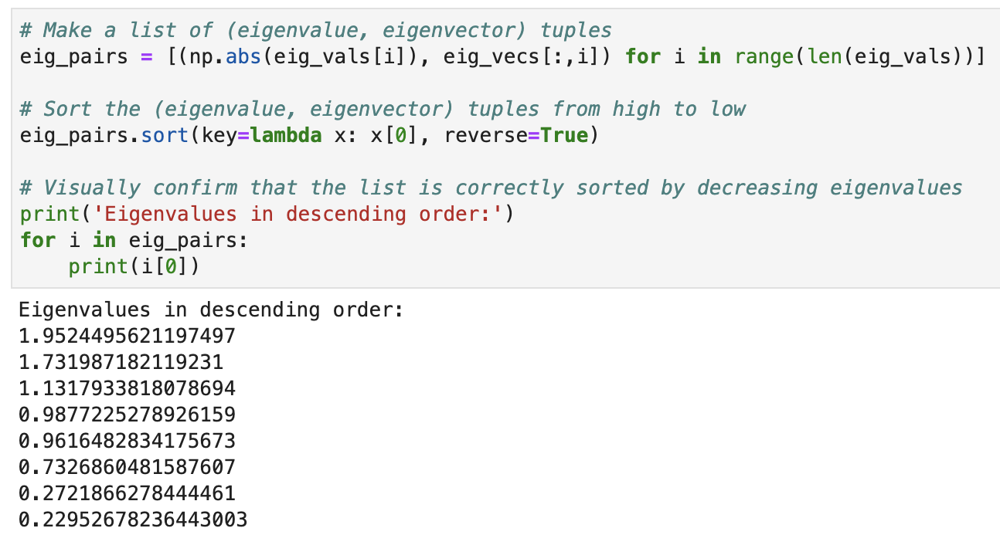 # Make a list of (eigenvalue, eigenvector) tuples
eig_pairs = [(np.abs(eig_vals[i]), eig_vecs[:,i]) for i in range(len(eig_vals))]

# Sort the (eigenvalue, eigenvector) tuples from high to low
eig_pairs.sort(key=lambda x: x[0], reverse=True)

# Visually confirm that the list is correctly sorted by decreasing eigenvalues
print('Eigenvalues in descending order:')
for i in eig_pairs:
    print(i[0])
Eigenvalues in descending order:
1.9524495621197497
1.731987182119231
1.1317933818078694
0.9877225278926159
0.9616482834175673
0.7326860481587607
0.2721866278444461
0.22952678236443003